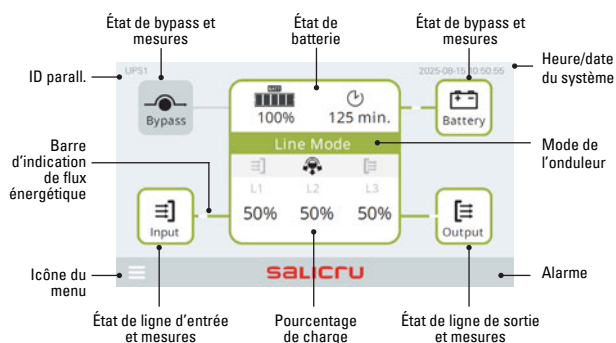 État de bypass et
mesures
État de
batterie
État de bypass et
mesures
Heure/date
du système
ID parall.
UPS1
2025-08-15 10:50:55
Bypass
BATT
100%
125 min.
Battery
Line Mode
Mode de
l'onduleur
Barre
d'indication
de flux
énergétique
L1
L2
L3
50%
50%
50%
Input
Output
Icône du
menu
salicru
Alarme
État de ligne d'entrée
et mesures
Pourcentage
de charge
État de ligne de sortie
et mesures